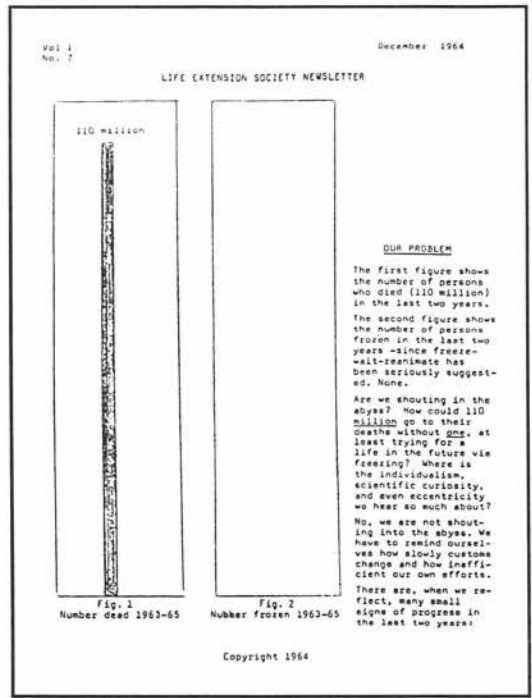 Vol 1
No. 7
December 1964
LIFE EXTENSION SOCIETY NEWSLETTER
110 million
Fig. 1
Number dead 1963-65
Fig. 2
Nubber frozen 1963-65
OUR PROBLEM
The first figure shows
the number of persons
who died (110 million)
in the last two years.
The second figure shows
the number of persons
frozen in the last two
years -since freeze-
wait-reanimate has
been seriously suggest-
ed. None.
Are we shouting in the
abyss? How could 110
million go to their
deaths without one, at
least trying for a
life in the future via
freezing? Where is
the individualism,
scientific curiosity,
and even eccentricity
we hear so much about?
No, we are not shout-
ing into the abyss. We
have to remind oursel-
ves how slowly customs
change and how ineffi-
cient our own efforts.
There are, when we re-
flect, many small
signs of progress in
the last two years:
Copyright 1964